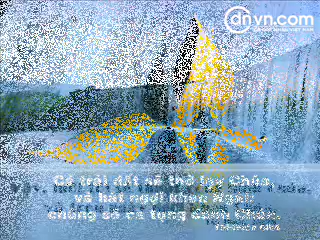 dnvn.com
Cả trái đất sẽ thờ lạy Chúa,
và hát ngợi khen Ngài;
chúng sẽ ca tụng danh Chúa.